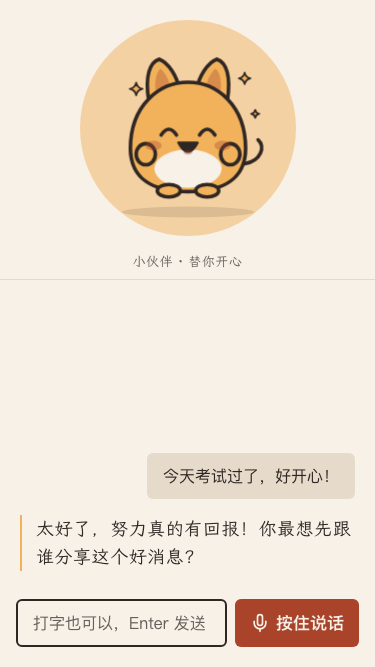 小伙伴・替你开心
今天考试过了，好开心！
太好了，努力真的有回报！你最想先跟
谁分享这个好消息？
打字也可以，Enter 发送
按住说话